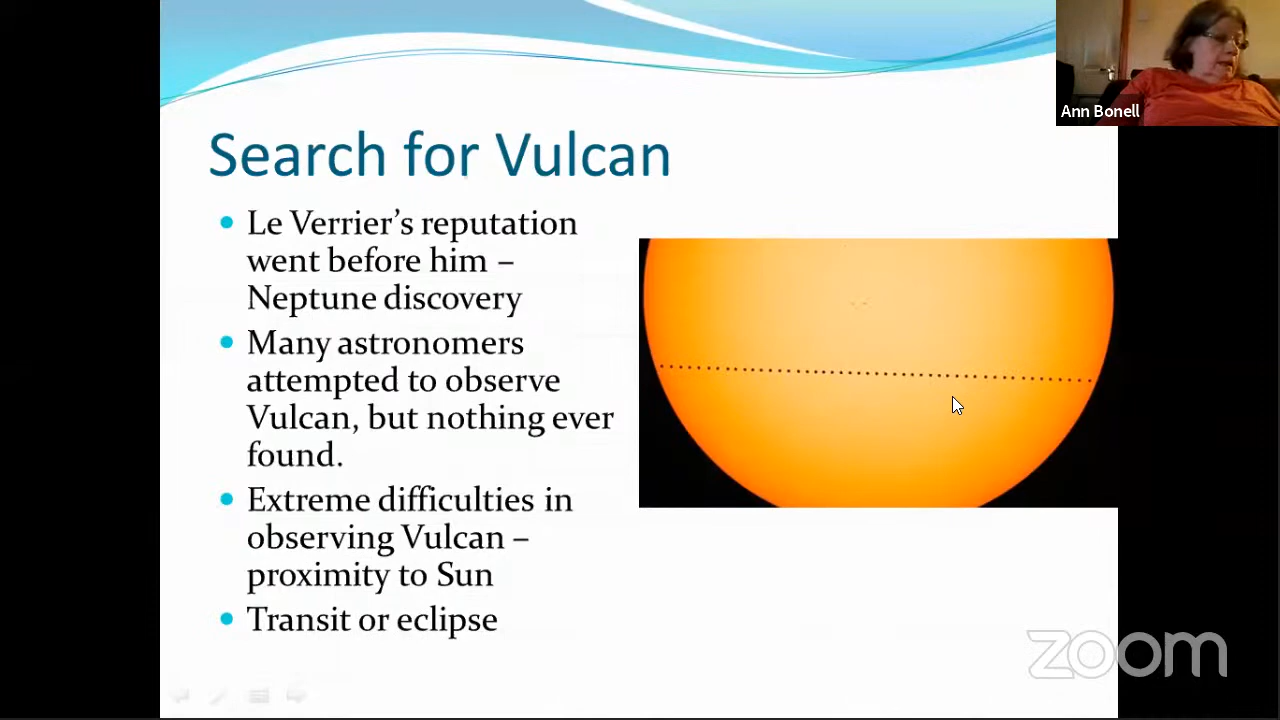 Ann Bonell
Search for Vulcan
Le Verrier’s reputation
went before him –
Neptune discovery
Many astronomers
attempted to observe
Vulcan, but nothing ever
found.
Extreme difficulties in
observing Vulcan –
proximity to Sun
Transit or eclipse
zoom